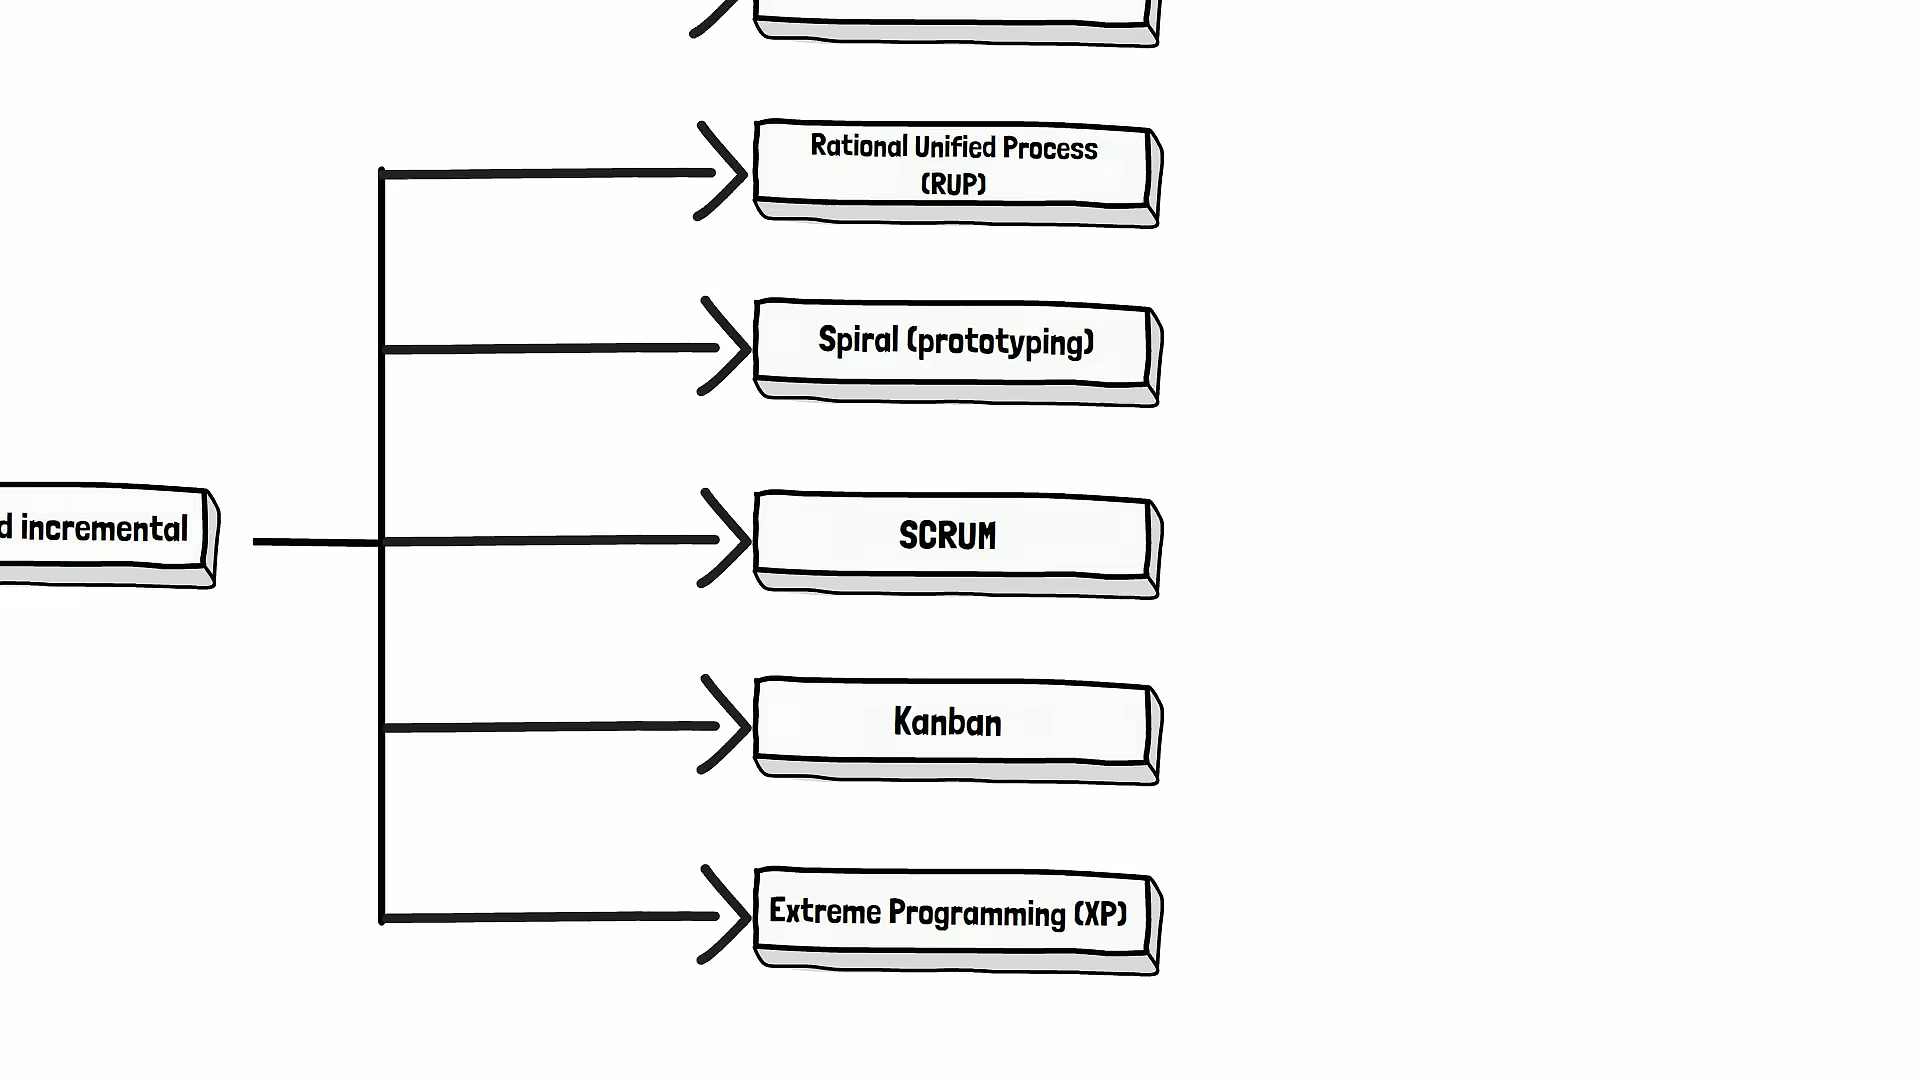 Rational Unified Process
(RUP)
Spiral (prototyping)
d incremental
SCRUM
Kanban
Extreme Programming (XP)